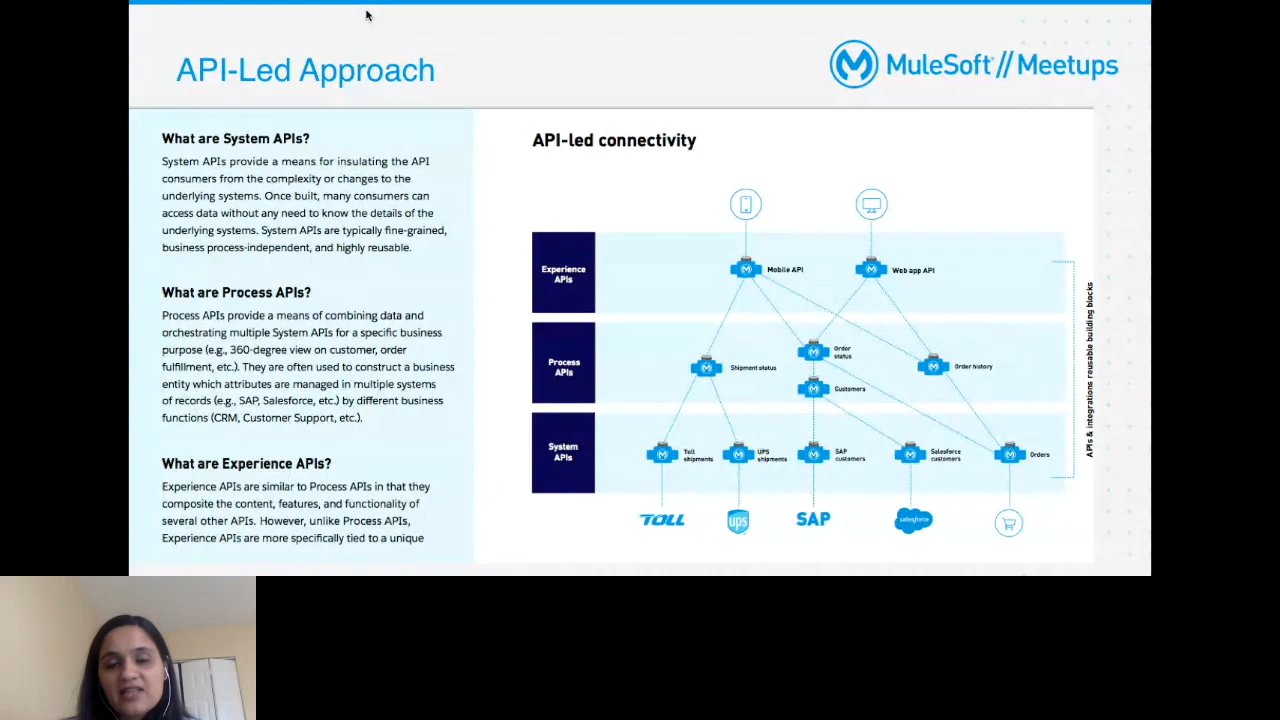 API-Led Approach
MuleSoft // Meetups
What are System APIs?
System APIs provide a means for insulating the API
consumers from the complexity or changes to the
underlying systems. Once built, many consumers can
access data without any need to know the details of the
underlying systems. System APIs are typically fine-grained,
business process-independent, and highly reusable.
What are Process APIs?
Process APIs provide a means of combining data and
orchestrating multiple System APIs for a specific business
purpose (e.g., 360-degree view on customer, order
fulfillment, etc.). They are often used to construct a business
entity which attributes are managed in multiple systems
of records (e.g., SAP, Salesforce, etc.) by different business
functions (CRM, Customer Support, etc.).
What are Experience APIs?
Experience APIs are similar to Process APIs in that they
composite the content, features, and functionality of
several other APIs. However, unlike Process APIs,
Experience APIs are more specifically tied to a unique
API-led connectivity
Experience
APIs
Mobile API
Web app API
Process
APIs
Shipment status
Order
status
Customers
Order history
System
APIs
Toll
shipments
UPS
shipments
SAP
customers
Salesforce
customers
Orders
TOLL
ups
SAP
salesforce
APIs & integrations reusable building blocks